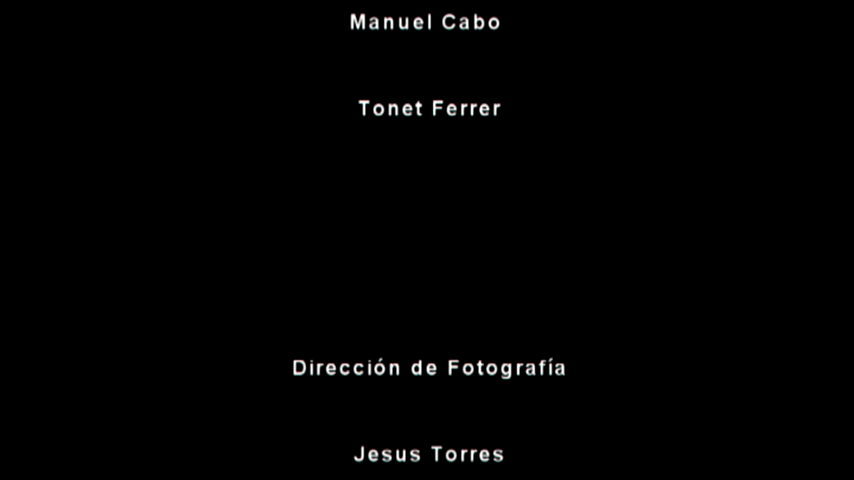 Manuel Cabo
Tonet Ferrer
Dirección de Fotografía
Jesus Torres